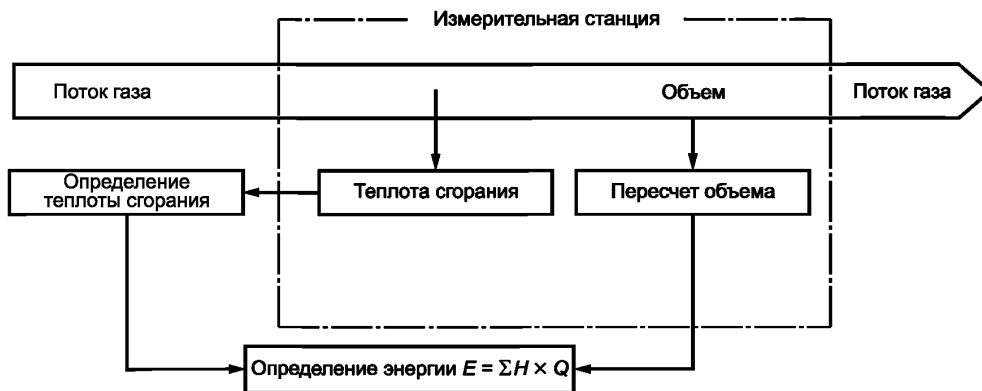 Измерительная станция
Поток газа
Объем
Поток газа
Определение
теплоты сгорания
Теплота сгорания
Пересчет объема
Определение энергии E = ΣH × Q